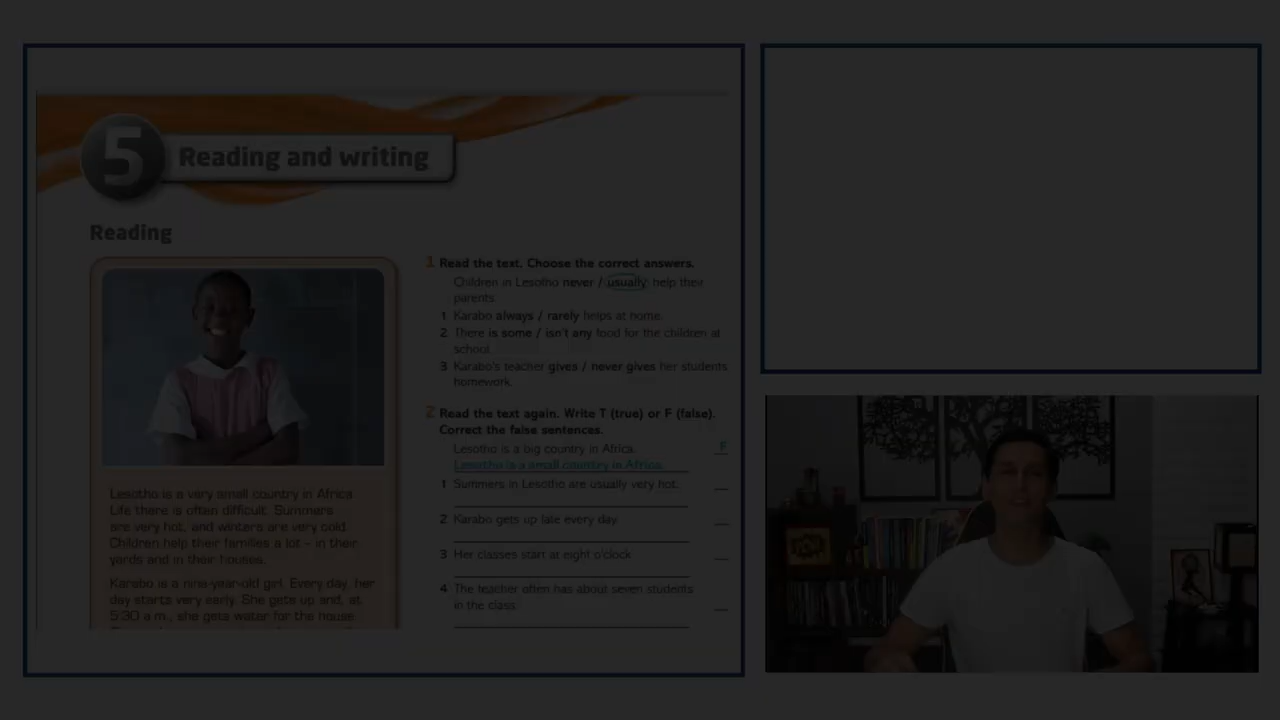 5
Reading and writing
Reading
Lesotho is a very small country in Africa.
Life there is often difficult. Summers
are very hot, and winters are very cold.
Children help their families a lot – in their
yards and in their houses.
Karabo is a nine-year-old girl. Every day, her
day starts very early. She gets up and, at
5:30 a.m., she gets water for the house.
1 Read the text. Choose the correct answers.
Children in Lesotho never / usually help their
parents.
1 Karabo always / rarely helps at home.
2 There is some / isn't any food for the children at
school.
3 Karabo's teacher gives / never gives her students
homework.
2 Read the text again. Write T (true) or F (false).
Correct the false sentences.
Lesotho is a big country in Africa. F
Lesotho is a small country in Africa.
1 Summers in Lesotho are usually very hot.
2 Karabo gets up late every day.
3 Her classes start at eight o'clock.
4 The teacher often has about seven students
in the class.